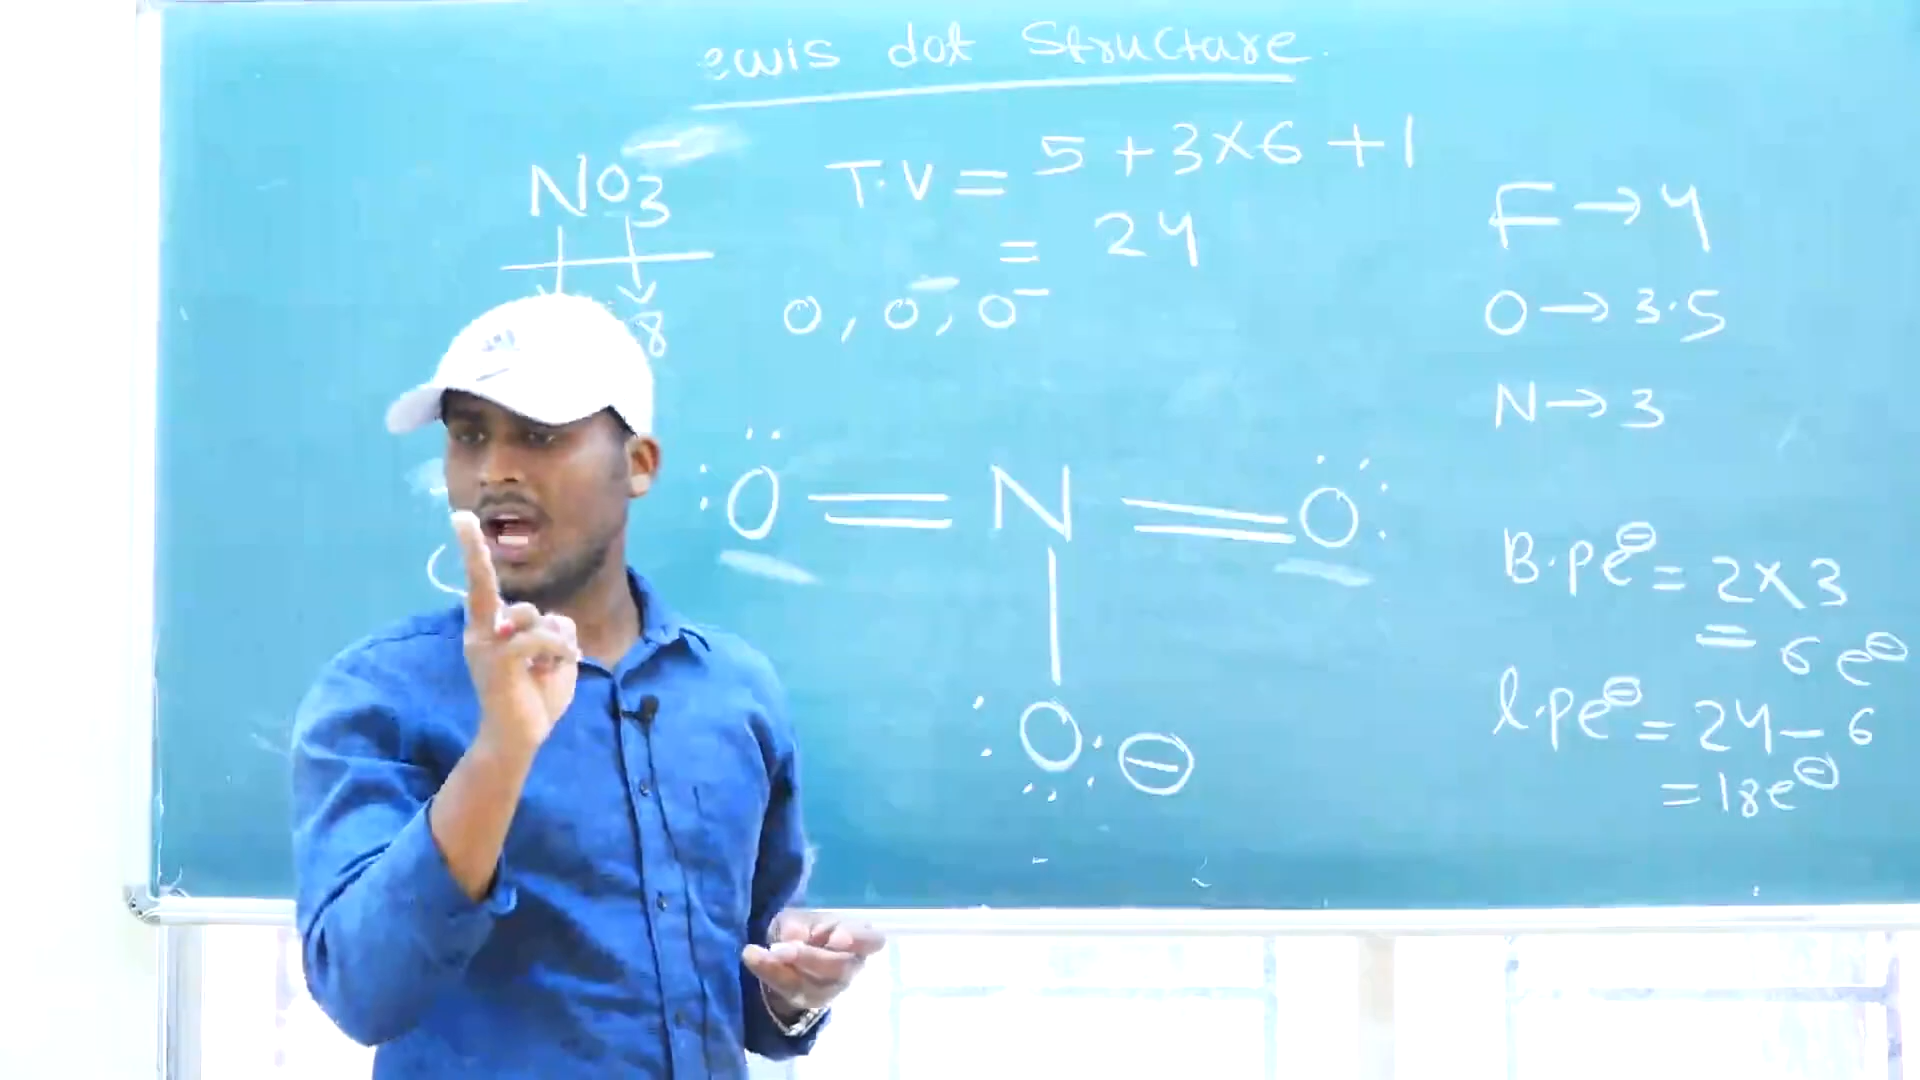 ewis dot Structure.
NO3
8
T.V = 5 + 3×6 + 1
= 24
O, O, O⁻
F → 4
O → 3.5
N → 3
:O = N = O:
O: ⊖
B.pe⊖ = 2×3
= 6e⊖
l.pe⊖ = 24 – 6
= 18e⊖